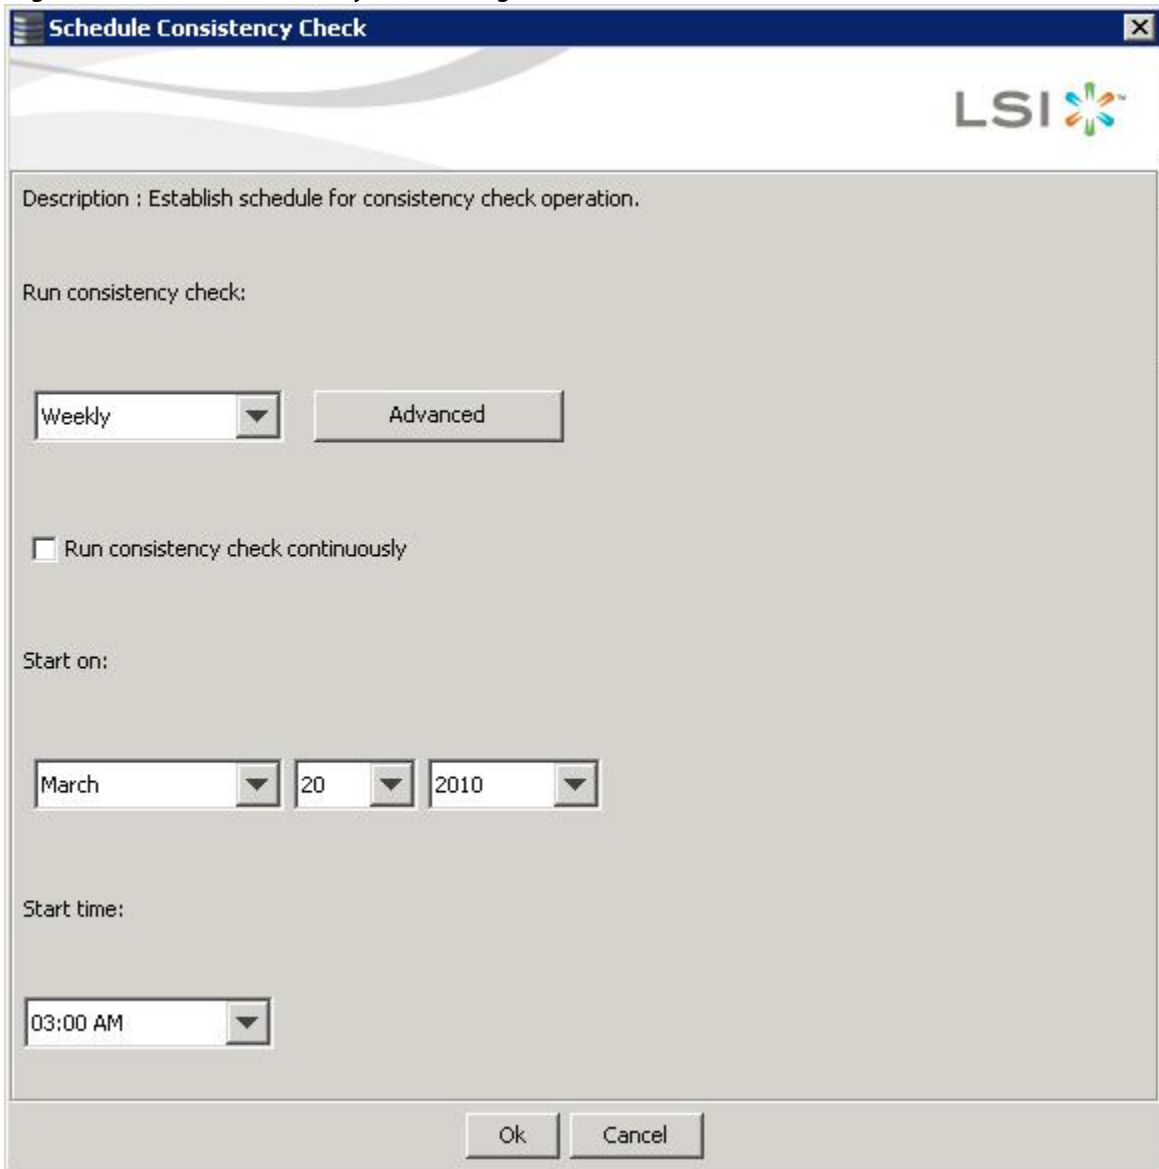 Schedule Consistency Check
LSI
Description : Establish schedule for consistency check operation.
Run consistency check:
Weekly
Advanced
Run consistency check continuously
Start on:
March 20 2010
Start time:
03:00 AM
Ok Cancel